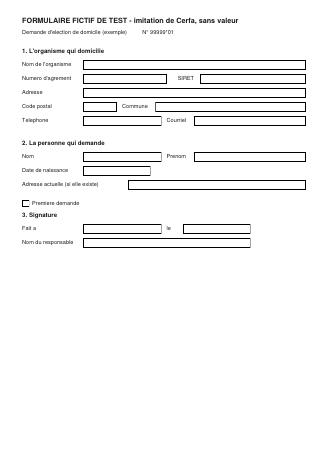 FORMULAIRE FICTIF DE TEST - imitation de Cerfa, sans valeur
Demande d'election de domicile (exemple) N° 99999*01
1. L'organisme qui domicilie
Nom de l'organisme
Numero d'agrement SIRET
Adresse
Code postal Commune
Telephone Courriel
2. La personne qui demande
Nom Prenom
Date de naissance
Adresse actuelle (si elle existe)
Premiere demande
3. Signature
Fait a le
Nom du responsable